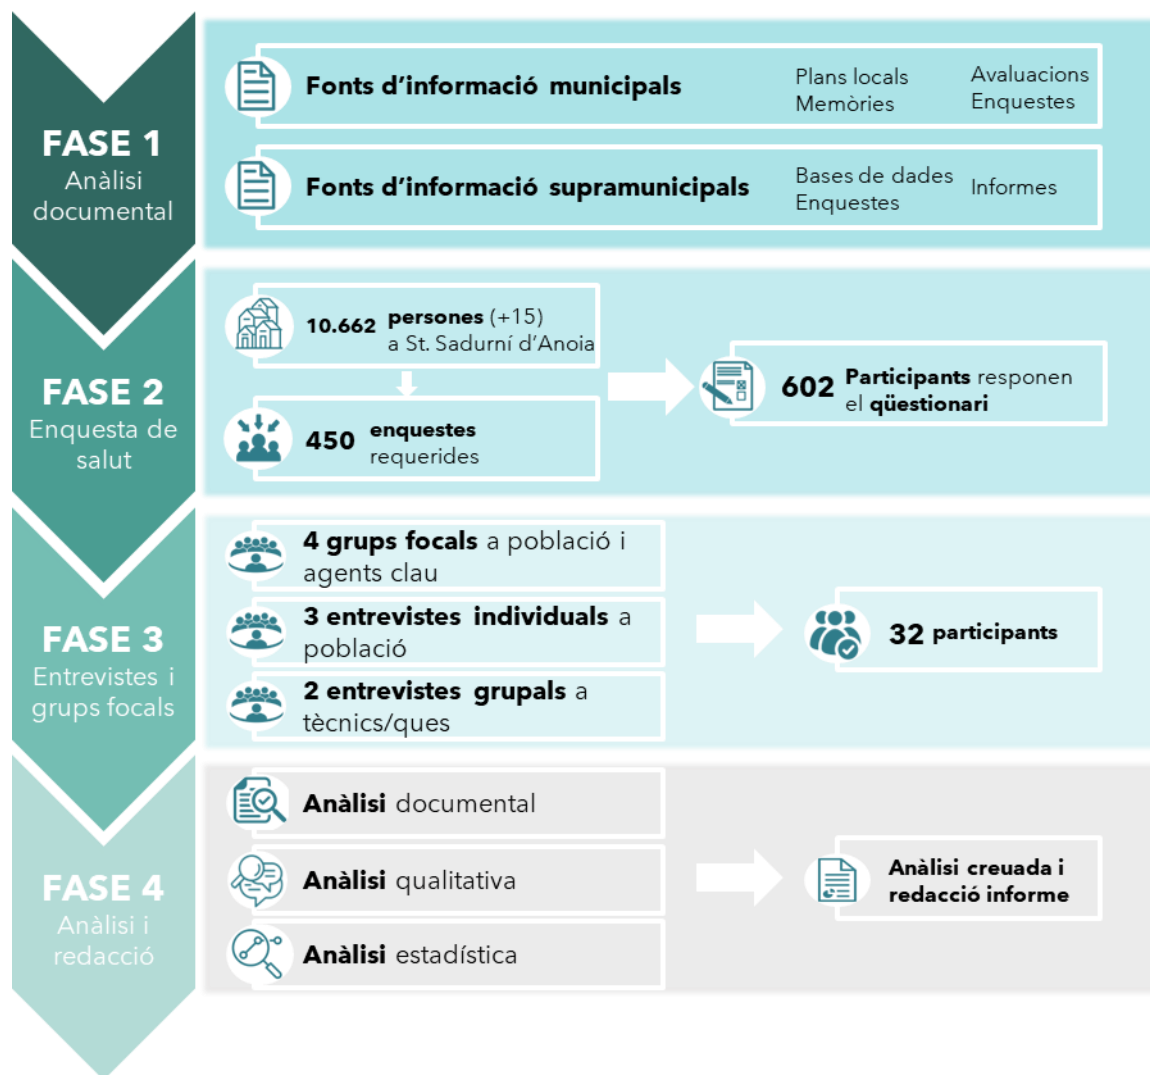 FASE 1
Anàlisi
documental
Fonts d’informació municipals
Plans locals
Memòries
Avaluacions
Enquestes
Fonts d’informació supramunicipals
Bases de dades
Enquestes
Informes
FASE 2
Enquesta de
salut
10.662 persones (+15)
a St. Sadurní d’Anoia
450 enquestes
requerides
602 Participants responen
el qüestionari
FASE 3
Entrevistes i
grups focals
4 grups focals a població i
agents clau
3 entrevistes individuals a
població
2 entrevistes grupals a
tècnics/ques
32 participants
FASE 4
Anàlisi i
redacció
Anàlisi documental
Anàlisi qualitativa
Anàlisi estadística
Anàlisi creuada i
redacció informe